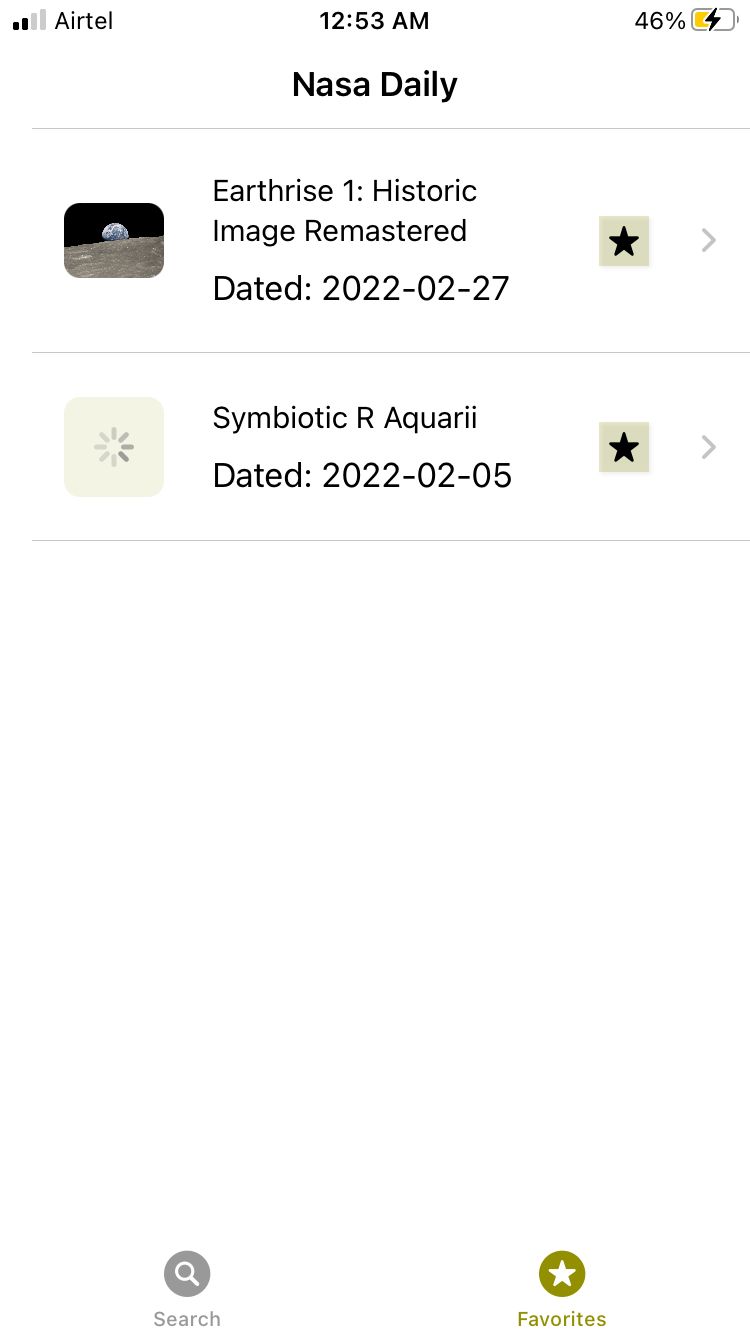 Airtel 12:53 AM 46%
Nasa Daily
Earthrise 1: Historic
Image Remastered
Dated: 2022-02-27
Symbiotic R Aquarii
Dated: 2022-02-05
Search Favorites